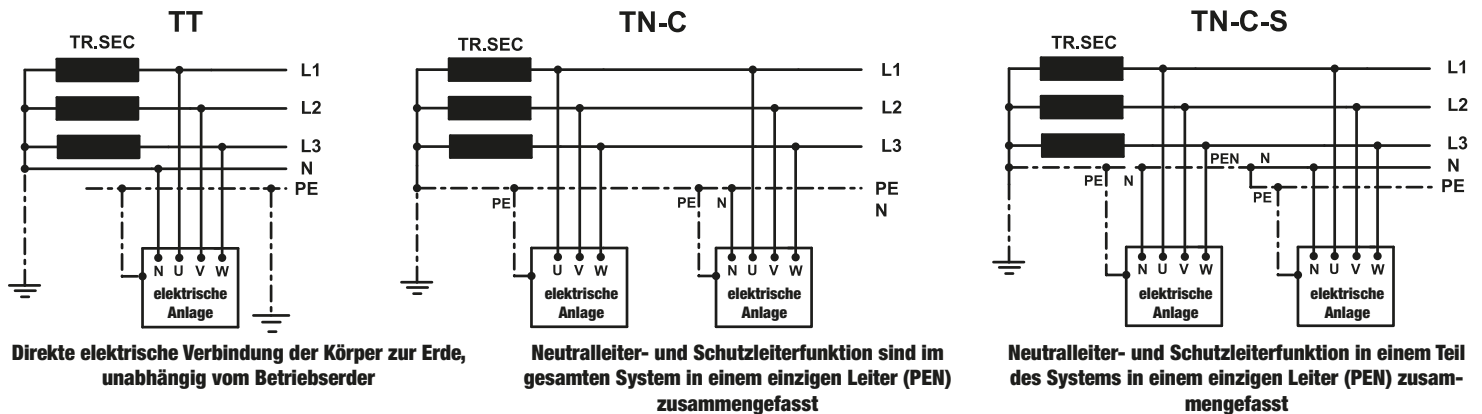 TT
TR.SEC
L1
L2
L3
N
PE
N U V W
elektrische
Anlage
Direkte elektrische Verbindung der Körper zur Erde,
unabhängig vom Betriebserder
TN-C
TR.SEC
L1
L2
L3
PE
N
PE
PE N
U V W
elektrische
Anlage
N U V W
elektrische
Anlage
Neutralleiter- und Schutzleiterfunktion sind im
gesamten System in einem einzigen Leiter (PEN)
zusammengefasst
TN-C-S
TR.SEC
L1
L2
L3
PEN N
N
PE N
PE
PE
N U V W
elektrische
Anlage
N U V W
elektrische
Anlage
Neutralleiter- und Schutzleiterfunktion in einem Teil
des Systems in einem einzigen Leiter (PEN) zusam-
mengefasst